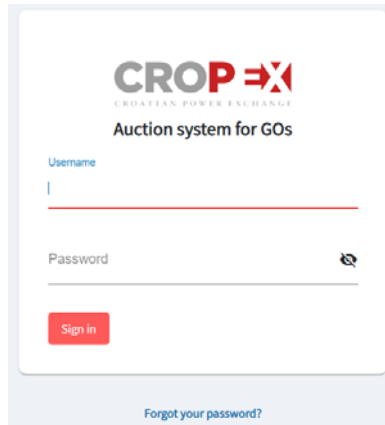 CROPEX
CROATIAN POWER EXCHANGE
Auction system for GOs
Username
Password
Sign in
Forgot your password?